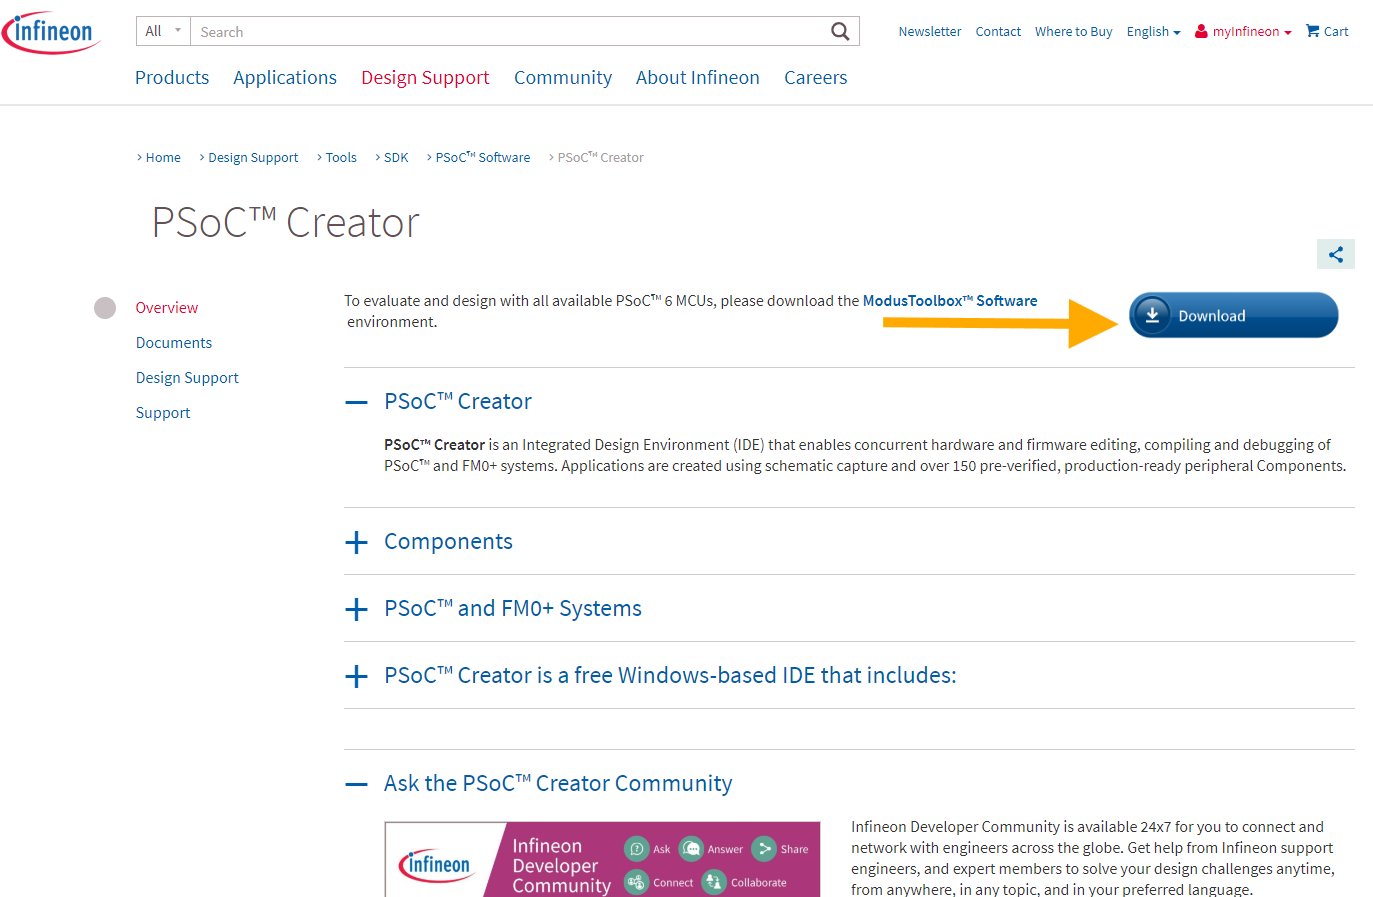 infineon
All Search
Newsletter Contact Where to Buy English myInfineon Cart
Products Applications Design Support Community About Infineon Careers
Home Design Support Tools SDK PSoC™ Software PSoC™ Creator
PSoC™ Creator
Overview
Documents
Design Support
Support
To evaluate and design with all available PSoC™ 6 MCUs, please download the ModusToolbox™ Software
environment.
Download
PSoC™ Creator
PSoC™ Creator is an Integrated Design Environment (IDE) that enables concurrent hardware and firmware editing, compiling and debugging of
PSoC™ and FM0+ systems. Applications are created using schematic capture and over 150 pre-verified, production-ready peripheral Components.
Components
PSoC™ and FM0+ Systems
PSoC™ Creator is a free Windows-based IDE that includes:
Ask the PSoC™ Creator Community
infineon
Infineon
Developer
Community
Ask Answer Share
Connect Collaborate
Infineon Developer Community is available 24x7 for you to connect and
network with engineers across the globe. Get help from Infineon support
engineers, and expert members to solve your design challenges anytime,
from anywhere, in any topic, and in your preferred language.